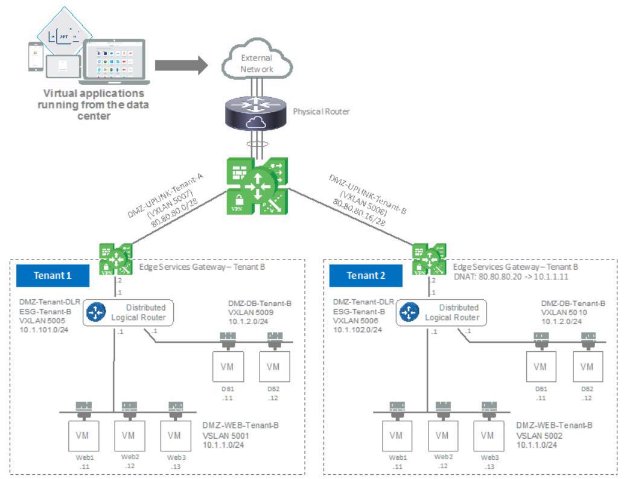 Virtual applications
running from the data
center
External
Network
Physical Router
DMZ-UPLINK-Tenant-A
(VXLAN 5007)
80.80.80.0/28
DMZ-UPLINK-Tenant-B
(VXLAN 5008)
80.80.80.16/28
VPN
Tenant 1
VPN
Edge Services Gateway – Tenant B
.2
.1
DMZ-Tenant-DLR
ESG-Tenant-B
VXLAN 5005
10.1.101.0/24
Distributed
Logical Router
.1
.1
DMZ-DB-Tenant-B
VXLAN 5009
10.1.2.0/24
VM
VM
DB1
.11
DB2
.12
VM
VM
VM
Web1
.11
Web2
.12
Web3
.13
DMZ-WEB-Tenant-B
VSLAN 5001
10.1.1.0/24
Tenant 2
VPN
Edge Services Gateway – Tenant B
DNAT: 80.80.80.20 -> 10.1.1.11
.2
.1
DMZ-Tenant-DLR
ESG-Tenant-B
VXLAN 5006
10.1.102.0/24
Distributed
Logical Router
.1
.1
DMZ-DB-Tenant-B
VXLAN 5010
10.1.2.0/24
VM
VM
DB1
.11
DB2
.12
VM
VM
VM
Web1
.11
Web2
.12
Web3
.13
DMZ-WEB-Tenant-B
VSLAN 5002
10.1.1.0/24